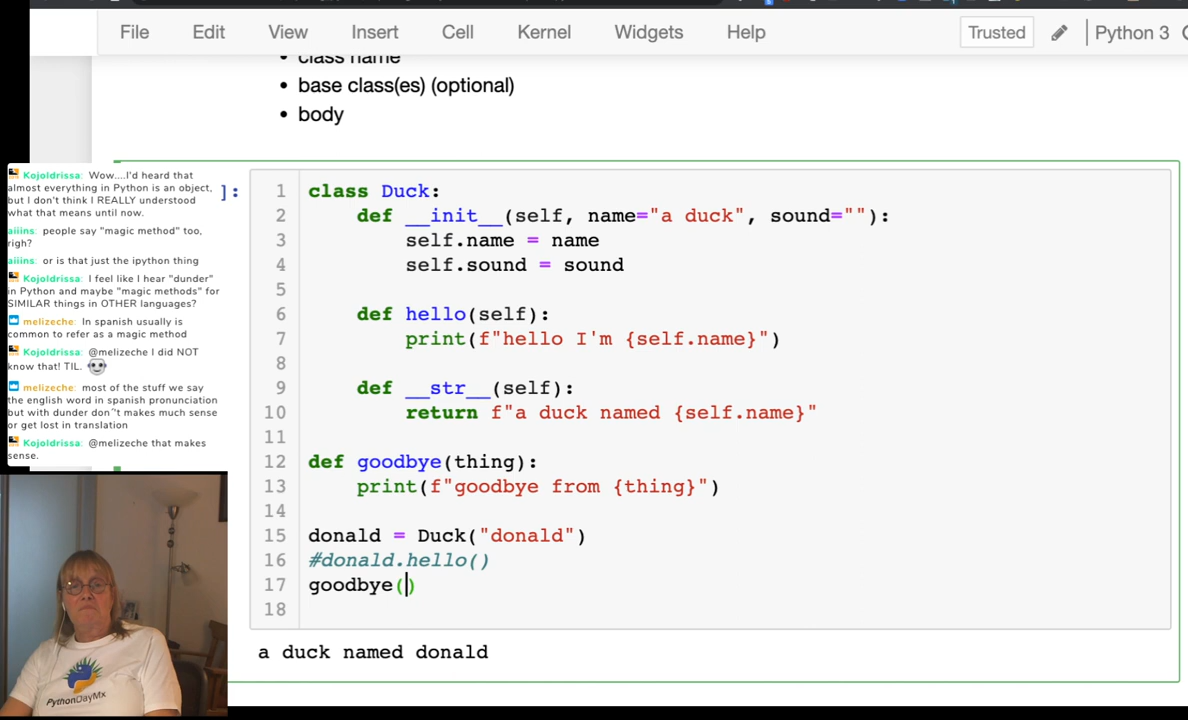 File Edit View Insert Cell Kernel Widgets Help Trusted Python 3
• class name
• base class(es) (optional)
• body
Kojoldrissa: Wow....I'd heard that
almost everything in Python is an object,
but I don't think I REALLY understood
what that means until now.
aiiins: people say "magic method" too,
righ?
aiiins: or is that just the ipython thing
Kojoldrissa: I feel like I hear "dunder"
in Python and maybe "magic methods" for
SIMILAR things in OTHER languages?
melizeche: In spanish usually is
common to refer as a magic method
Kojoldrissa: @melizeche I did NOT
know that! TIL.
melizeche: most of the stuff we say
the english word in spanish pronunciation
but with dunder don´t makes much sense
or get lost in translation
Kojoldrissa: @melizeche that makes
sense.
]:
1 class Duck:
2     def __init__(self, name="a duck", sound=""):
3         self.name = name
4         self.sound = sound
5
6     def hello(self):
7         print(f"hello I'm {self.name}")
8
9     def __str__(self):
10         return f"a duck named {self.name}"
11
12 def goodbye(thing):
13     print(f"goodbye from {thing}")
14
15 donald = Duck("donald")
16 #donald.hello()
17 goodbye()
18
a duck named donald
PythonDayMx